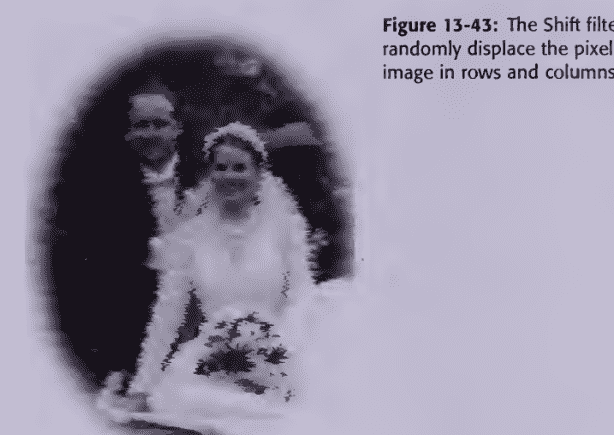 Figure 13-43: The Shift filte
randomly displace the pixel
image in rows and columns